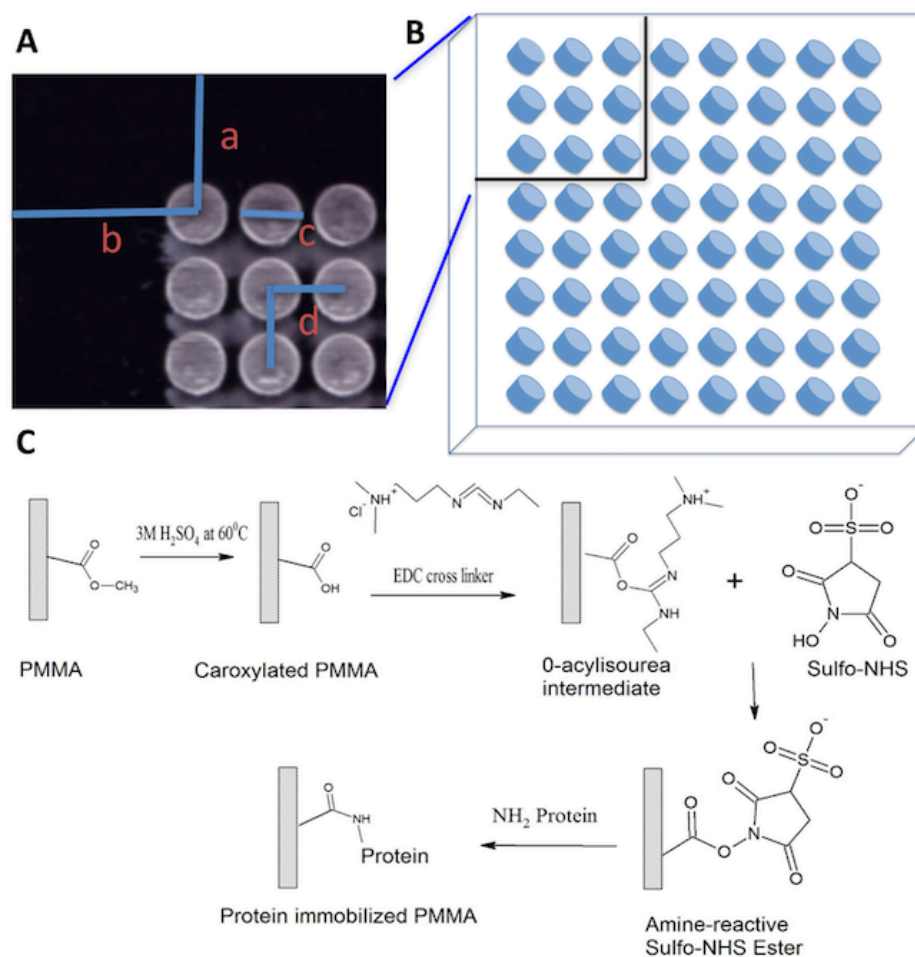 A
B
a
b
c
d
C
3M H₂SO₄ at 60⁰C
O
O—CH₃
PMMA
O
OH
Caroxylated PMMA
NH⁺
Cl⁻
N
N
EDC cross linker
NH⁺
O
O
N
NH
0-acylisourea
intermediate
+
O⁻
O
S
O
O
N
HO
O
Sulfo-NHS
O⁻
O
S
O
O
O
O
N
O
Amine-reactive
Sulfo-NHS Ester
NH₂ Protein
O
NH
Protein
Protein immobilized PMMA